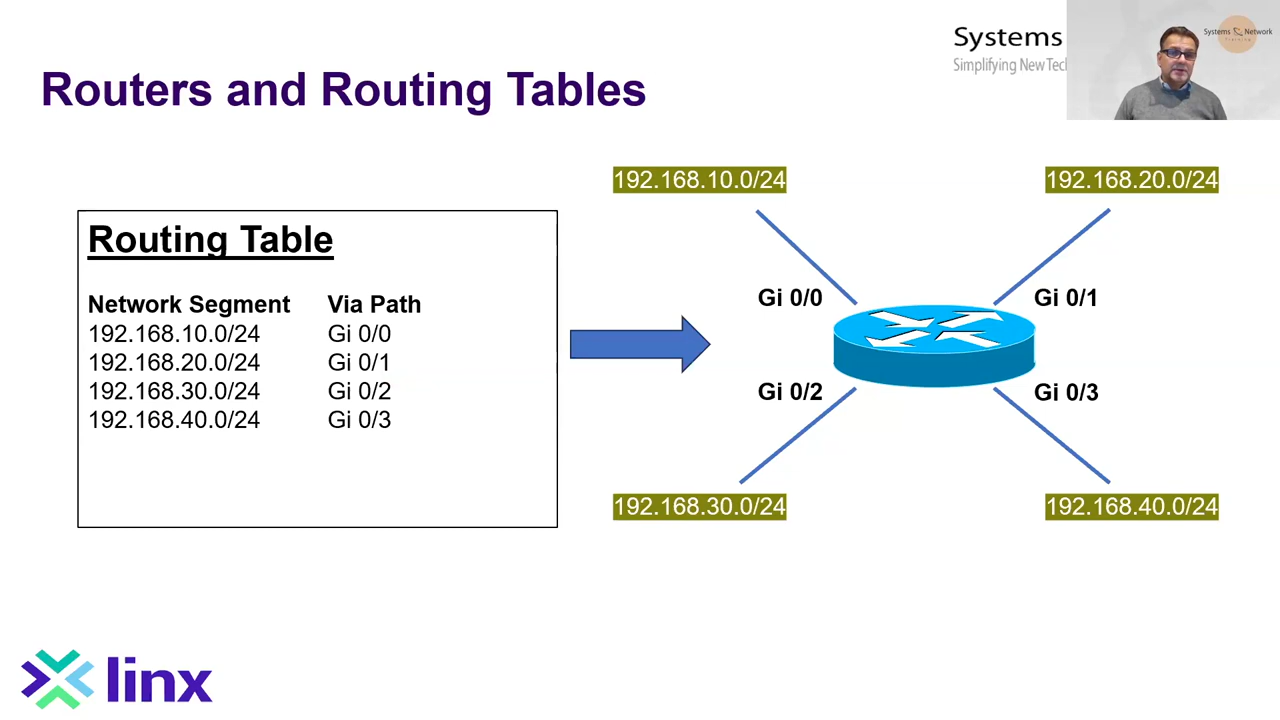 Systems
Simplifying New Tec
Systems Network
Training
Routers and Routing Tables
Routing Table
Network Segment Via Path
192.168.10.0/24 Gi 0/0
192.168.20.0/24 Gi 0/1
192.168.30.0/24 Gi 0/2
192.168.40.0/24 Gi 0/3
192.168.10.0/24
192.168.20.0/24
Gi 0/0
Gi 0/1
Gi 0/2
Gi 0/3
192.168.30.0/24
192.168.40.0/24
linx